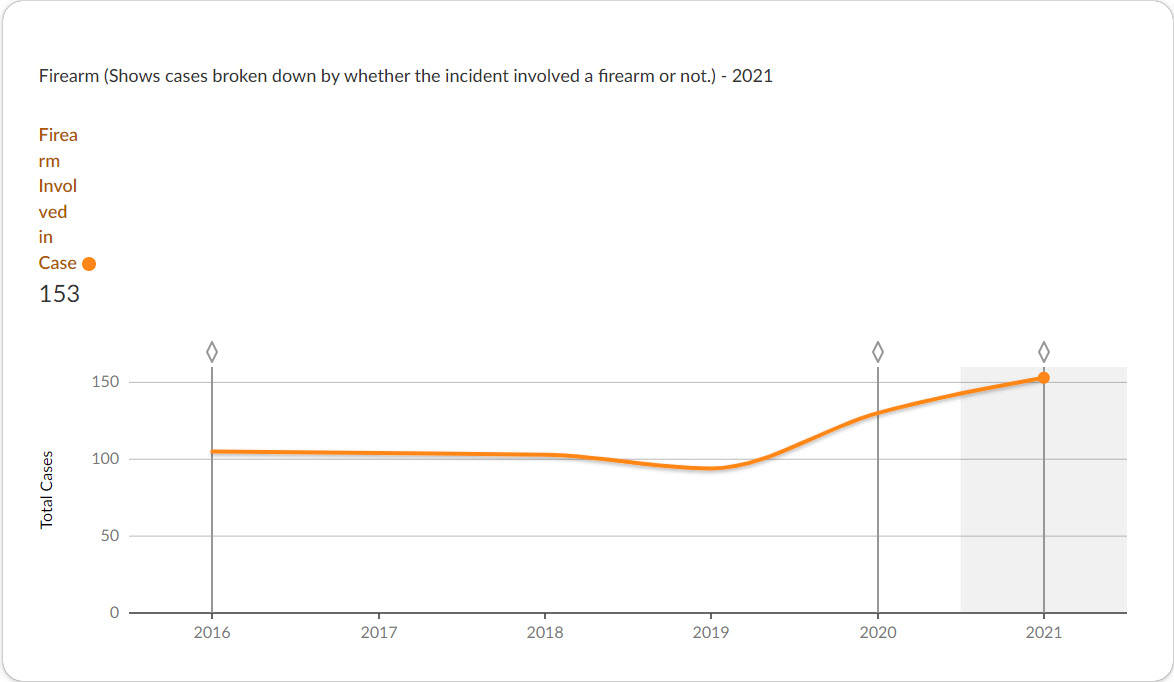 Firearm (Shows cases broken down by whether the incident involved a firearm or not.) - 2021
Firea
rm
Invol
ved
in
Case
153
150
100
50
0
Total Cases
2016 2017 2018 2019 2020 2021